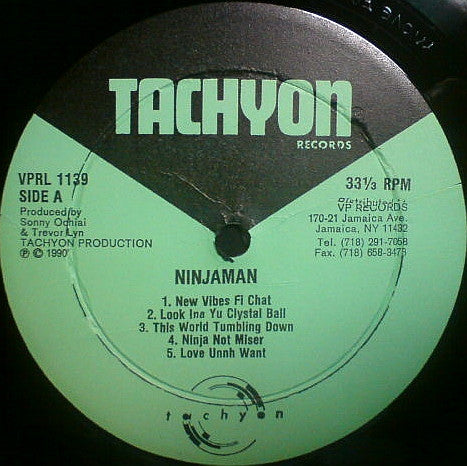 TACHYON
RECORDS
VPRL 1139
SIDE A
Produced by
Sonny Ochiai
& Trevor Lyn
TACHYON PRODUCTION
℗ © 1990
33⅓ RPM
Distributed by
VP RECORDS
170-21 Jamaica Ave.
Jamaica, NY 11432
Tel. (718) 291-7058
Fax. (718) 658-3475
NINJAMAN
1. New Vibes Fi Chat
2. Look Ina Yu Clystal Ball
3. This World Tumbling Down
4. Ninja Not Miser
5. Love Unnh Want
tachyon